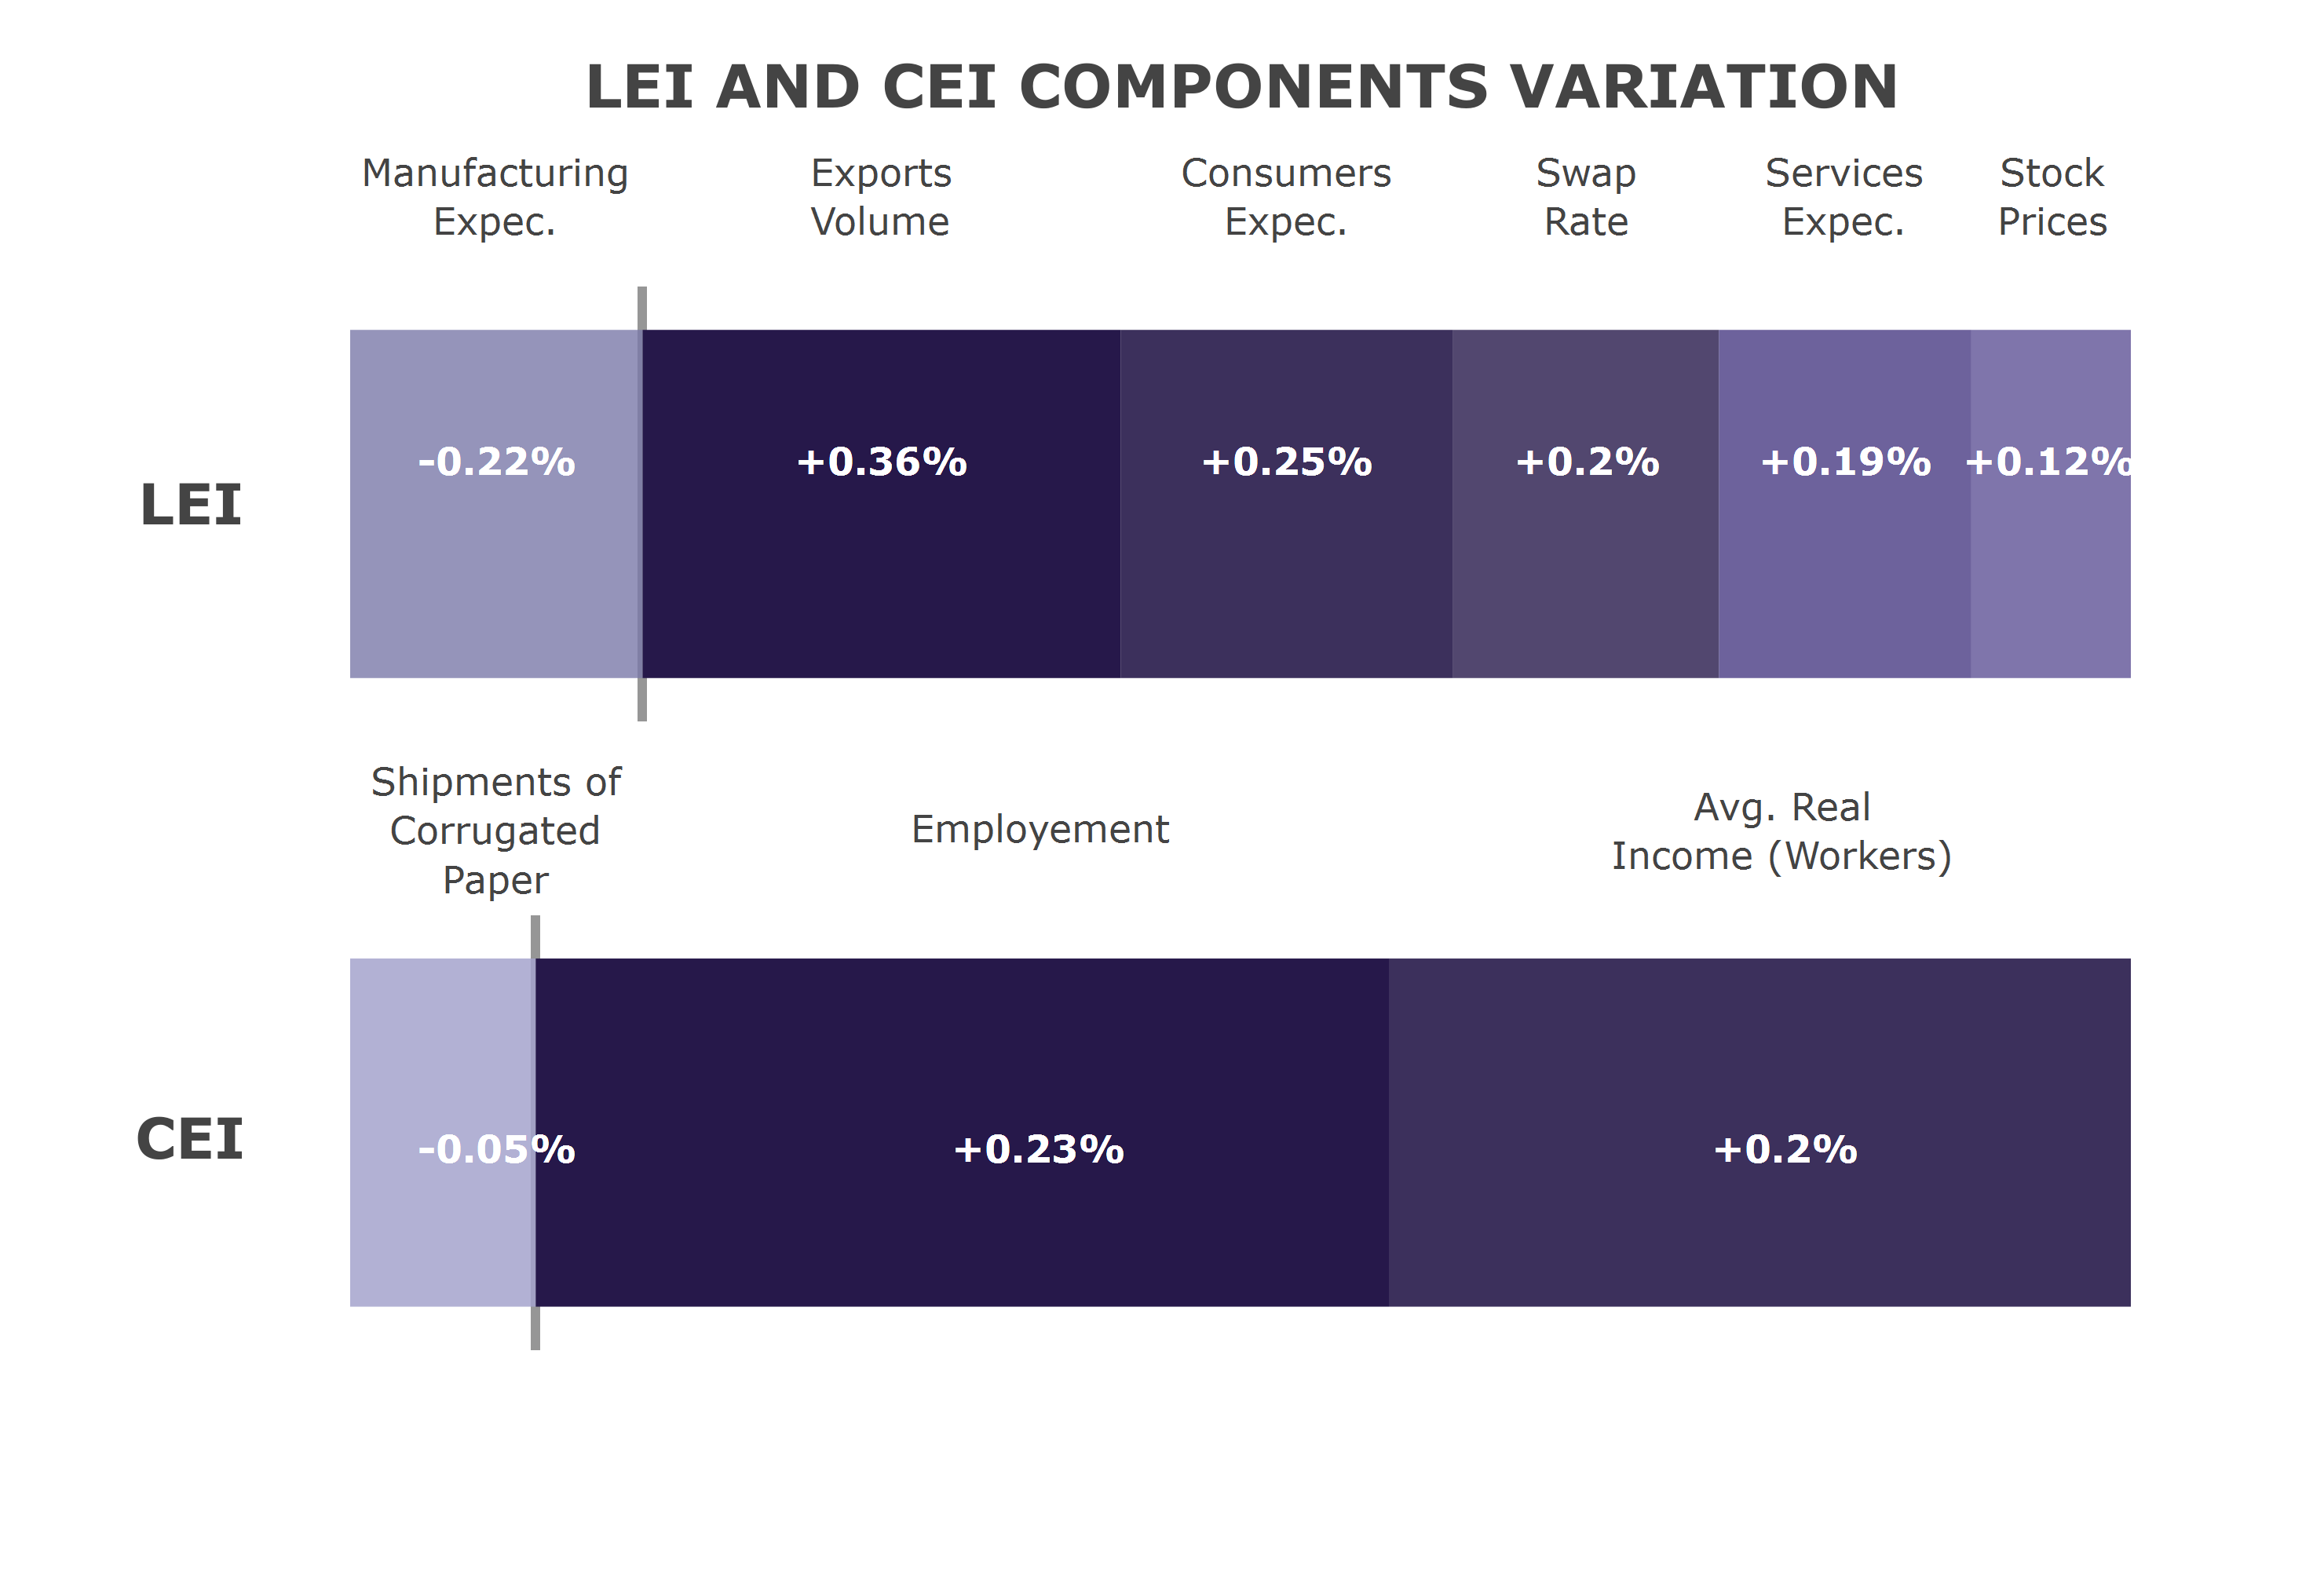 LEI AND CEI COMPONENTS VARIATION
Manufacturing
Expec.
Exports
Volume
Consumers
Expec.
Swap
Rate
Services
Expec.
Stock
Prices
LEI
-0.22%
+0.36%
+0.25%
+0.2%
+0.19%
+0.12%
Shipments of
Corrugated
Paper
Employement
Avg. Real
Income (Workers)
CEI
-0.05%
+0.23%
+0.2%